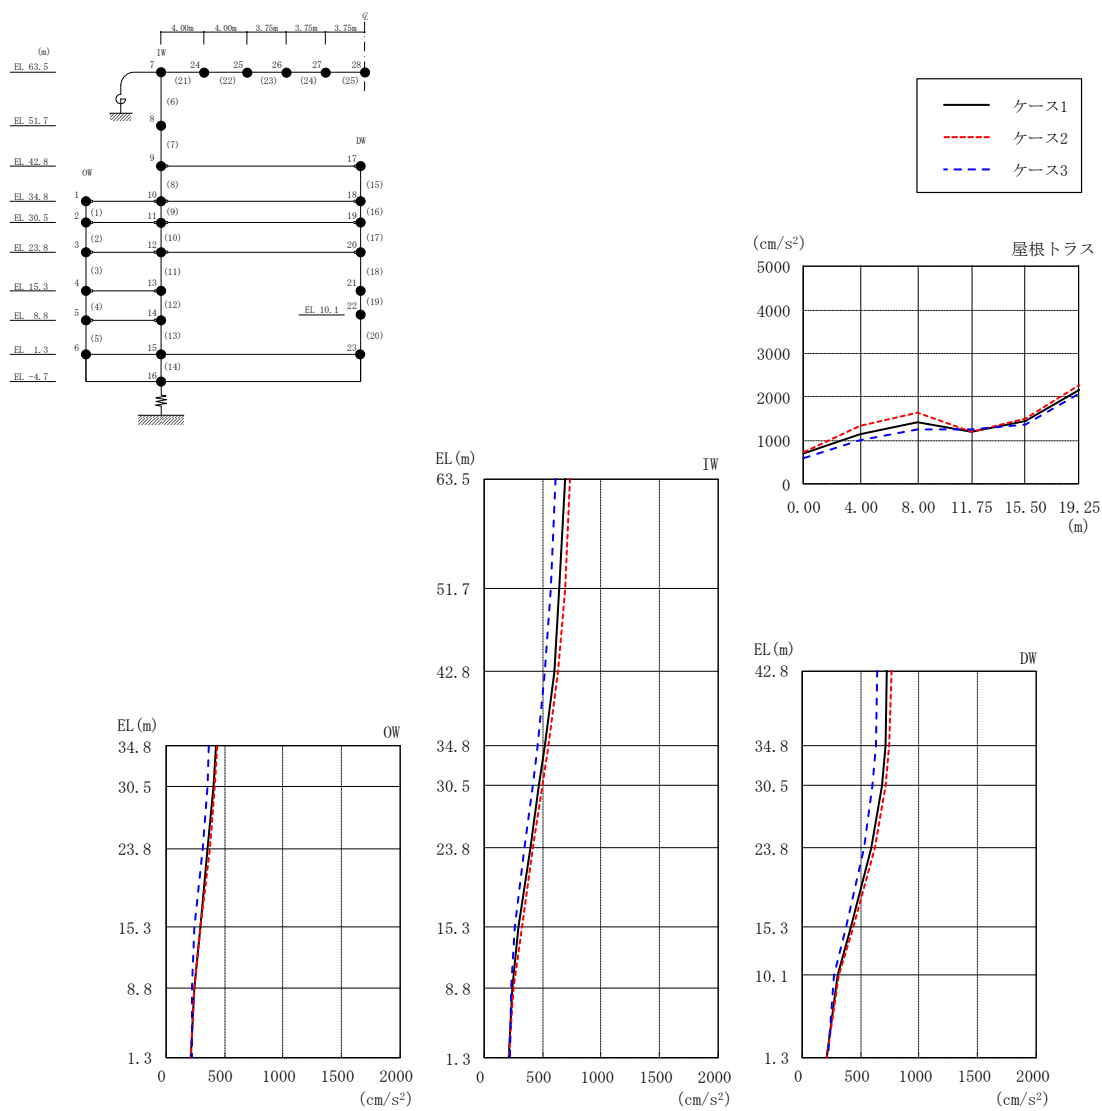 ℄
4.00m 4.00m 3.75m 3.75m 3.75m
(m)
IW
EL 63.5
7 24 25 26 27 28
(21) (22) (23) (24) (25)
(6)
EL 51.7
8
(7)
DW
EL 42.8
9 17
OW
(8) (15)
EL 34.8
1 10 18
(1) (9) (16)
EL 30.5
2 11 19
(2) (10) (17)
EL 23.8
3 12 20
(3) (11) (18)
EL 15.3
4 13 21
(4) (12) (19)
EL 10.1 22
EL 8.8
5 14
(5) (13) (20)
EL 1.3
6 15 23
(14)
EL -4.7
16
ケース1
ケース2
ケース3
(cm/s²)
屋根トラス
5000
4000
3000
2000
1000
0
0.00 4.00 8.00 11.75 15.50 19.25
(m)
EL(m)
IW
63.5
51.7
42.8
34.8
30.5
23.8
15.3
8.8
1.3
0 500 1000 1500 2000
(cm/s²)
EL(m)
DW
42.8
34.8
30.5
23.8
15.3
10.1
1.3
0 500 1000 1500 2000
(cm/s²)
EL(m)
OW
34.8
30.5
23.8
15.3
8.8
1.3
0 500 1000 1500 2000
(cm/s²)